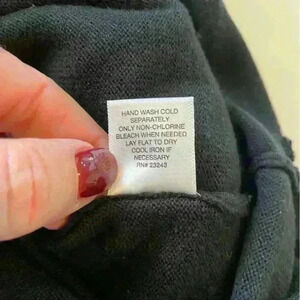 HAND WASH COLD
SEPARATELY
ONLY NON-CHLORINE
BLEACH WHEN NEEDED
LAY FLAT TO DRY
COOL IRON IF
NECESSARY
RN# 23243